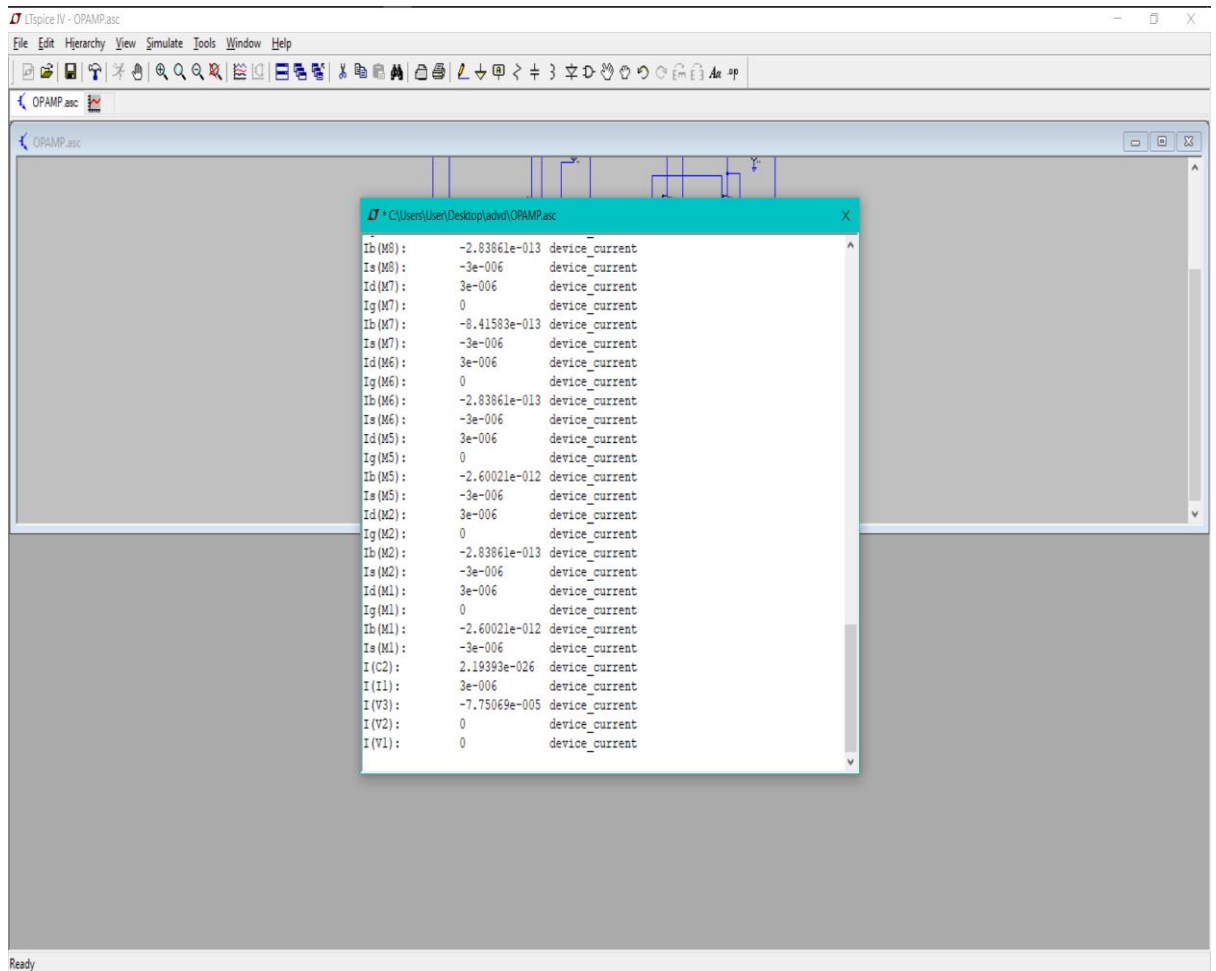 LTspice IV - OPAMP.asc
File Edit Hierarchy View Simulate Tools Window Help
OPAMP.asc
OPAMP.asc
* C:\Users\User\Desktop\advd\OPAMP.asc
Ib(M8): -2.83861e-013 device_current
Is(M8): -3e-006 device_current
Id(M7): 3e-006 device_current
Ig(M7): 0 device_current
Ib(M7): -8.41583e-013 device_current
Is(M7): -3e-006 device_current
Id(M6): 3e-006 device_current
Ig(M6): 0 device_current
Ib(M6): -2.83861e-013 device_current
Is(M6): -3e-006 device_current
Id(M5): 3e-006 device_current
Ig(M5): 0 device_current
Ib(M5): -2.60021e-012 device_current
Is(M5): -3e-006 device_current
Id(M2): 3e-006 device_current
Ig(M2): 0 device_current
Ib(M2): -2.83861e-013 device_current
Is(M2): -3e-006 device_current
Id(M1): 3e-006 device_current
Ig(M1): 0 device_current
Ib(M1): -2.60021e-012 device_current
Is(M1): -3e-006 device_current
I(C2): 2.19393e-026 device_current
I(I1): 3e-006 device_current
I(V3): -7.75069e-005 device_current
I(V2): 0 device_current
I(V1): 0 device_current
Ready